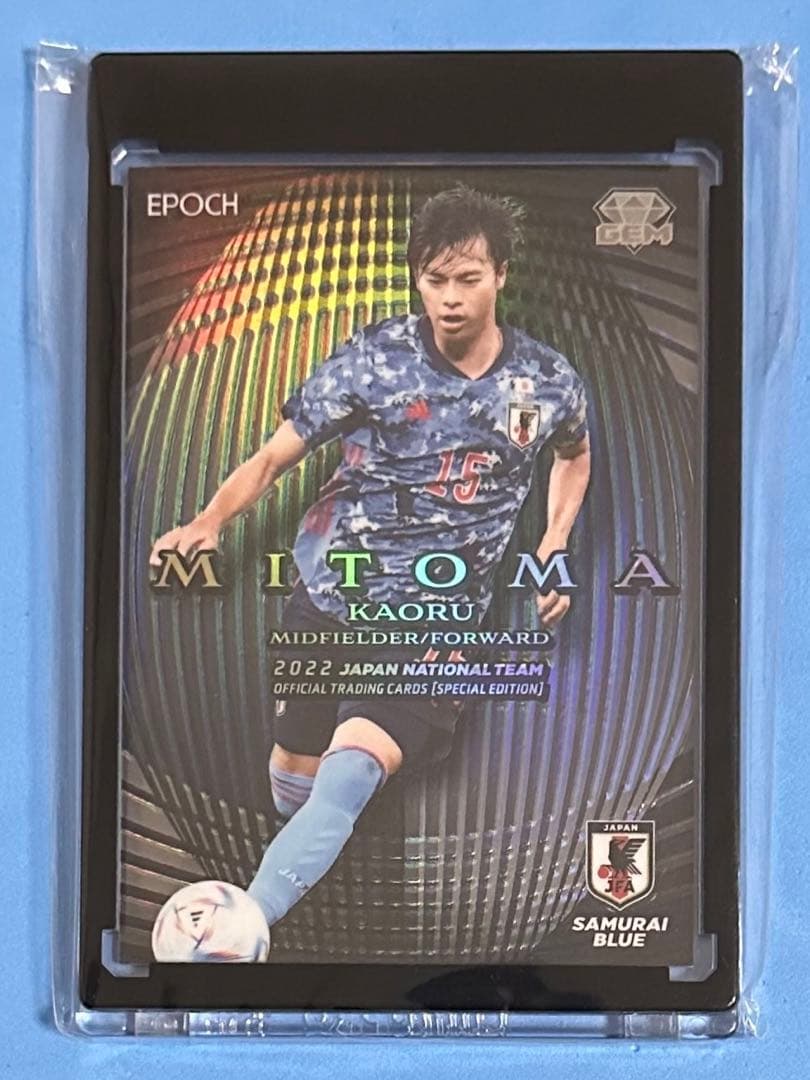 EPOCH
GEM
15
MITOMA
KAORU
MIDFIELDER/FORWARD
2022 JAPAN NATIONAL TEAM
OFFICIAL TRADING CARDS [SPECIAL EDITION]
JAPAN
JFA
SAMURAI
BLUE